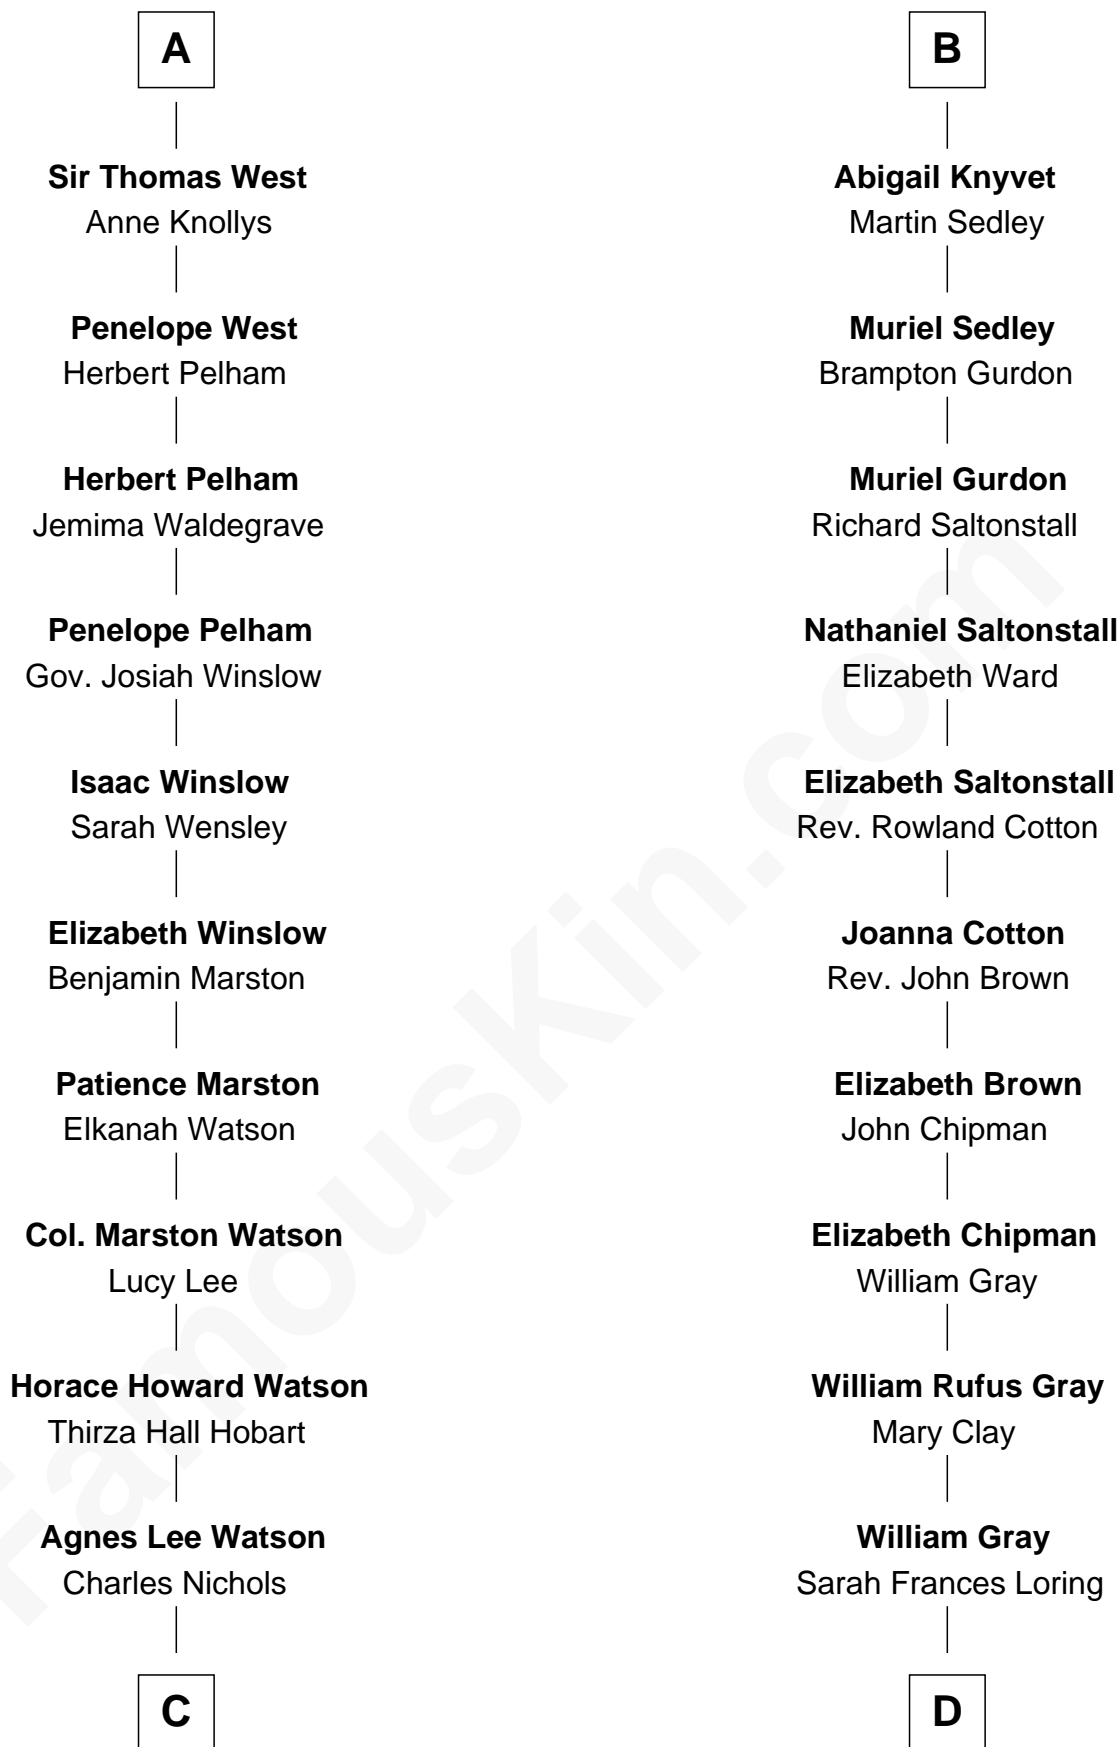 A
Sir Thomas West
Anne Knollys
Penelope West
Herbert Pelham
Herbert Pelham
Jemima Waldegrave
Penelope Pelham
Gov. Josiah Winslow
Isaac Winslow
Sarah Wensley
Elizabeth Winslow
Benjamin Marston
Patience Marston
Elkanah Watson
Col. Marston Watson
Lucy Lee
Horace Howard Watson
Thirza Hall Hobart
Agnes Lee Watson
Charles Nichols
C
B
Abigail Knyvet
Martin Sedley
Muriel Sedley
Brampton Gurdon
Muriel Gurdon
Richard Saltonstall
Nathaniel Saltonstall
Elizabeth Ward
Elizabeth Saltonstall
Rev. Rowland Cotton
Joanna Cotton
Rev. John Brown
Elizabeth Brown
John Chipman
Elizabeth Chipman
William Gray
William Rufus Gray
Mary Clay
William Gray
Sarah Frances Loring
D
FamousKin.com